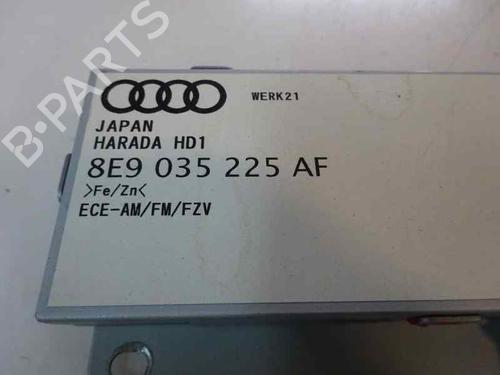 WERK21
JAPAN
HARADA HD1
8E9 035 225 AF
>Fe/Zn<
ECE-AM/FM/FZV
B-PARTS